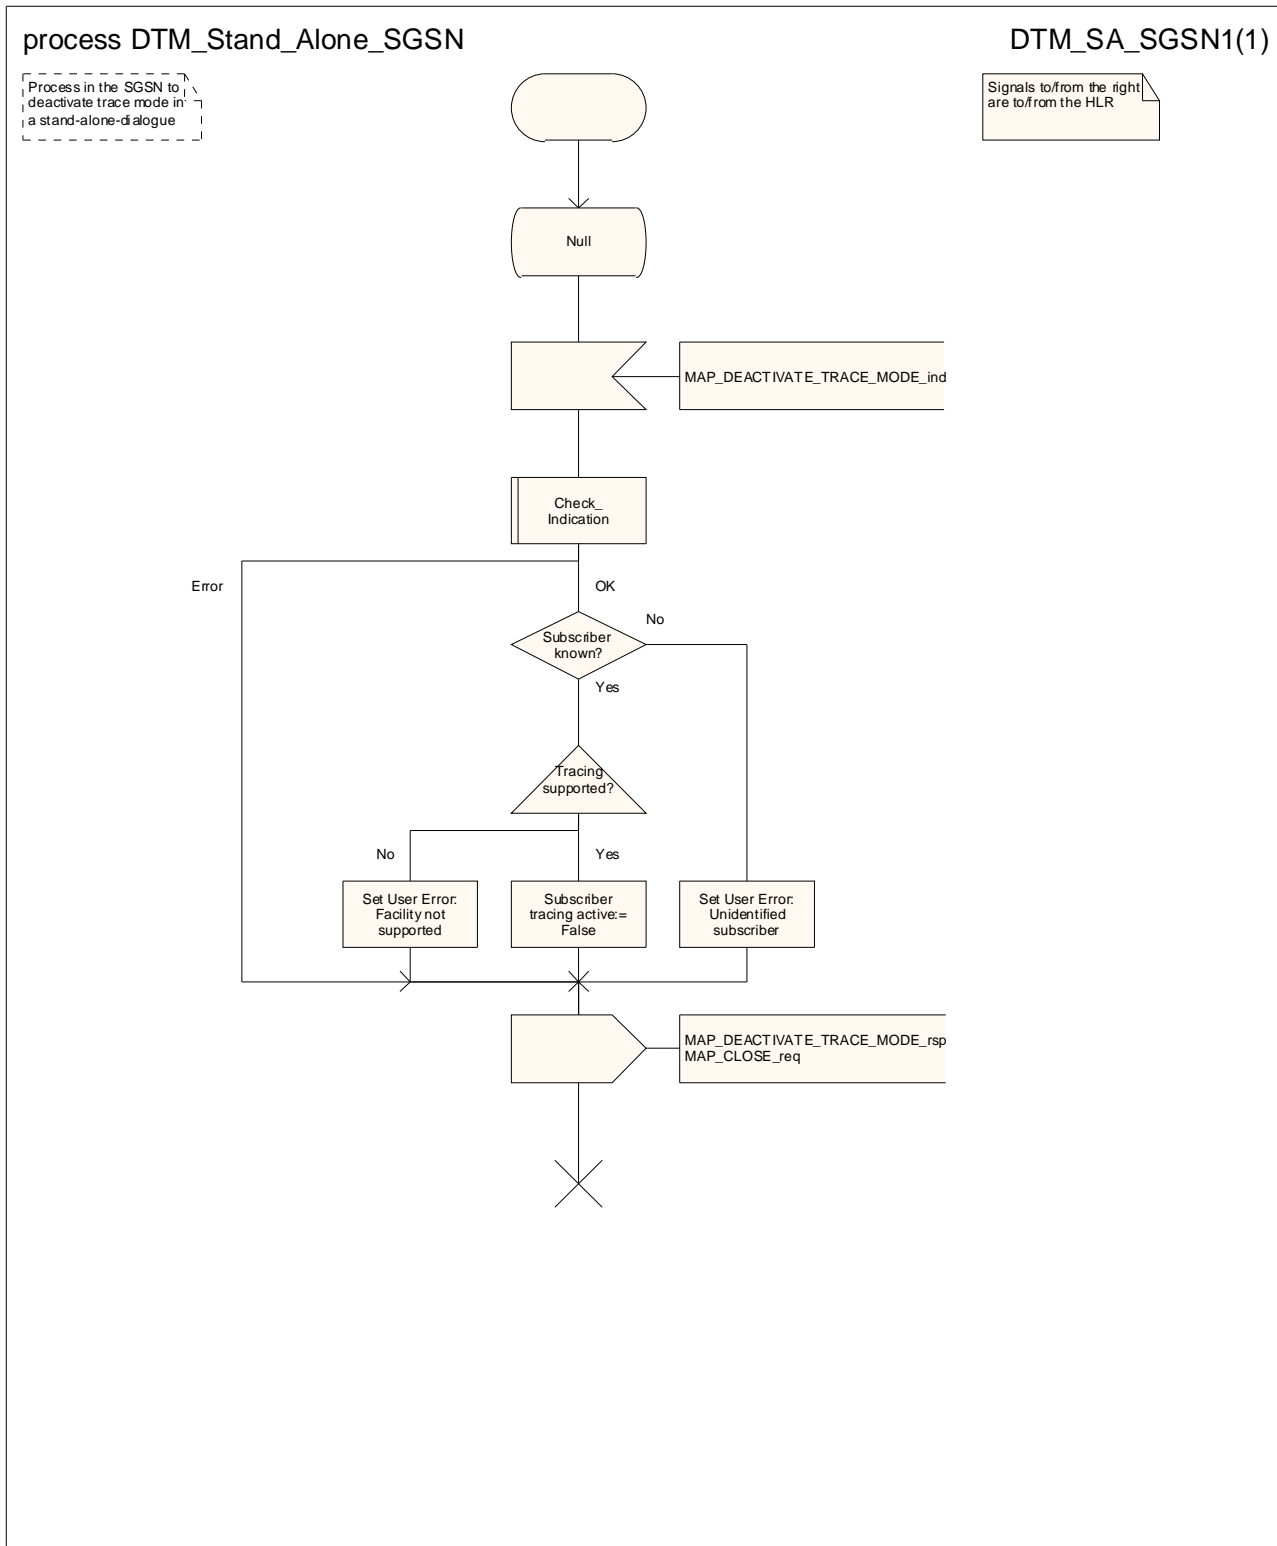 process DTM_Stand_Alone_SGSN
DTM_SA_SGSN1(1)
Process in the SGSN to
deactivate trace mode in
a stand-alone-dialogue
Signals to/from the right
are to/from the HLR
Null
MAP_DEACTIVATE_TRACE_MODE_ind
Check_
Indication
Error
OK
No
Subscriber
known?
Yes
Tracing
supported?
No
Yes
Set User Error:
Facility not
supported
Subscriber
tracing active:=
False
Set User Error:
Unidentified
subscriber
MAP_DEACTIVATE_TRACE_MODE_rsp
MAP_CLOSE_req